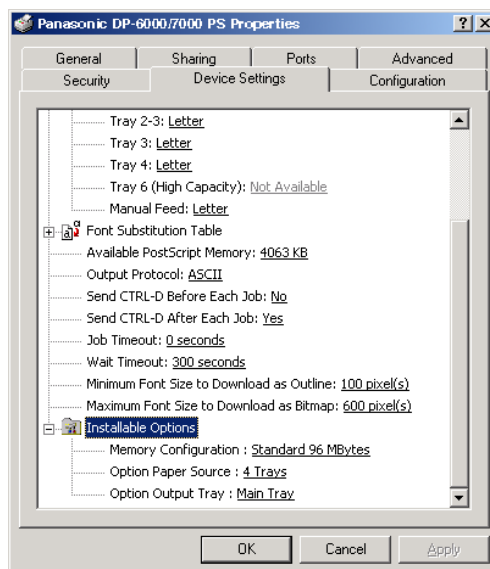 Panasonic DP-6000/7000 PS Properties
General Sharing Ports Advanced
Security Device Settings Configuration
Tray 2-3: Letter
Tray 3: Letter
Tray 4: Letter
Tray 6 (High Capacity): Not Available
Manual Feed: Letter
Font Substitution Table
Available PostScript Memory: 4063 KB
Output Protocol: ASCII
Send CTRL-D Before Each Job: No
Send CTRL-D After Each Job: Yes
Job Timeout: 0 seconds
Wait Timeout: 300 seconds
Minimum Font Size to Download as Outline: 100 pixel(s)
Maximum Font Size to Download as Bitmap: 600 pixel(s)
Installable Options
Memory Configuration : Standard 96 MBytes
Option Paper Source : 4 Trays
Option Output Tray : Main Tray
OK Cancel Apply